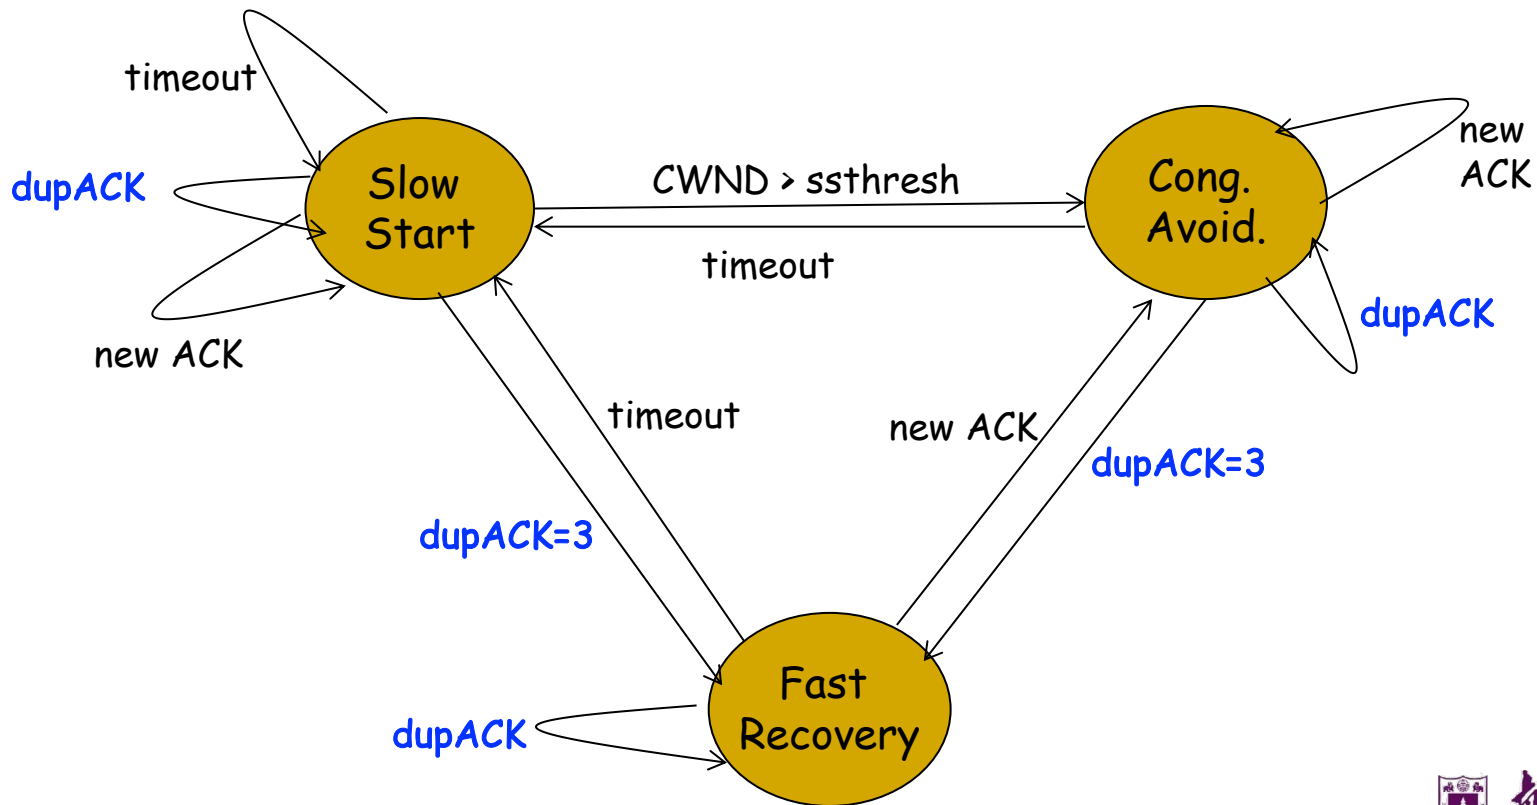 timeout
dupACK
Slow
Start
new ACK
CWND > ssthresh
timeout
Cong.
Avoid.
new
ACK
dupACK
timeout
new ACK
dupACK=3
dupACK=3
Fast
Recovery
dupACK